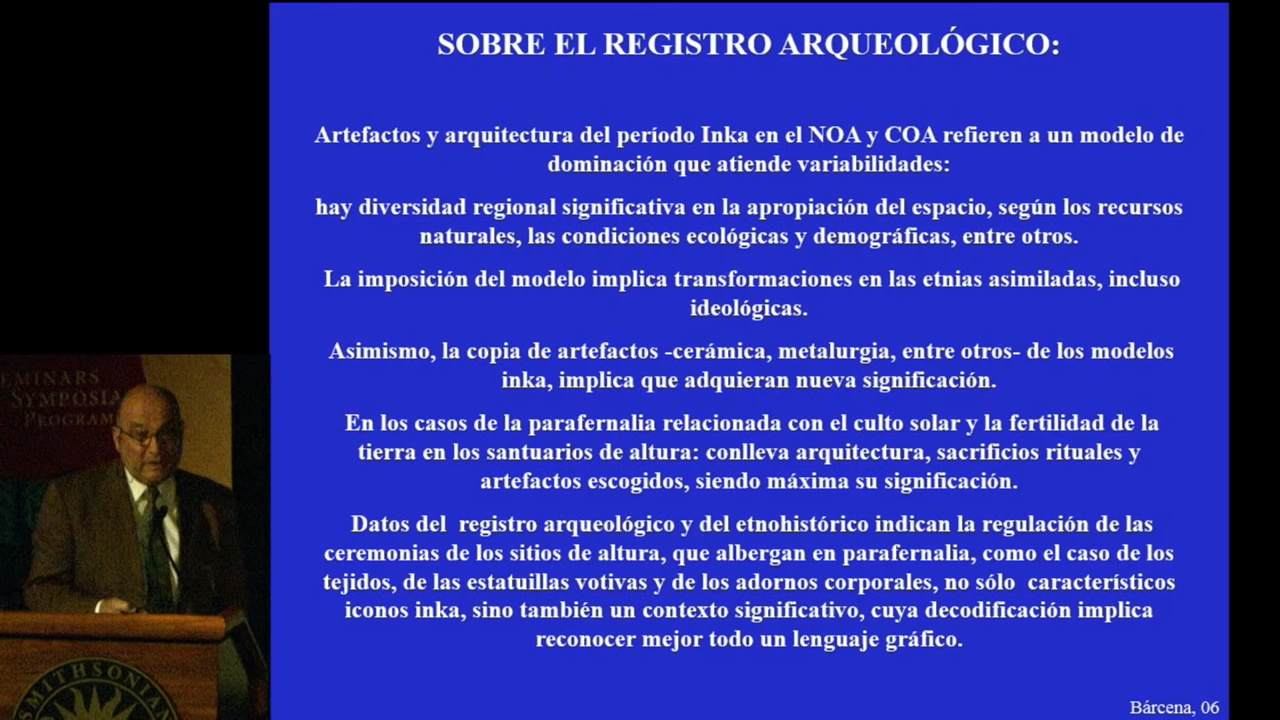 SOBRE EL REGISTRO ARQUEOLÓGICO:
Artefactos y arquitectura del período Inka en el NOA y COA refieren a un modelo de
dominación que atiende variabilidades:
hay diversidad regional significativa en la apropiación del espacio, según los recursos
naturales, las condiciones ecológicas y demográficas, entre otros.
La imposición del modelo implica transformaciones en las etnias asimiladas, incluso
ideológicas.
Asimismo, la copia de artefactos -cerámica, metalurgia, entre otros- de los modelos
inka, implica que adquieran nueva significación.
En los casos de la parafernalia relacionada con el culto solar y la fertilidad de la
tierra en los santuarios de altura: conlleva arquitectura, sacrificios rituales y
artefactos escogidos, siendo máxima su significación.
Datos del registro arqueológico y del etnohistórico indican la regulación de las
ceremonias de los sitios de altura, que albergan en parafernalia, como el caso de los
tejidos, de las estatuillas votivas y de los adornos corporales, no sólo característicos
iconos inka, sino también un contexto significativo, cuya decodificación implica
reconocer mejor todo un lenguaje gráfico.
Bárcena, 06
EMINARS
SYMPOSIA
PROGRAM
SMITHSONIAN